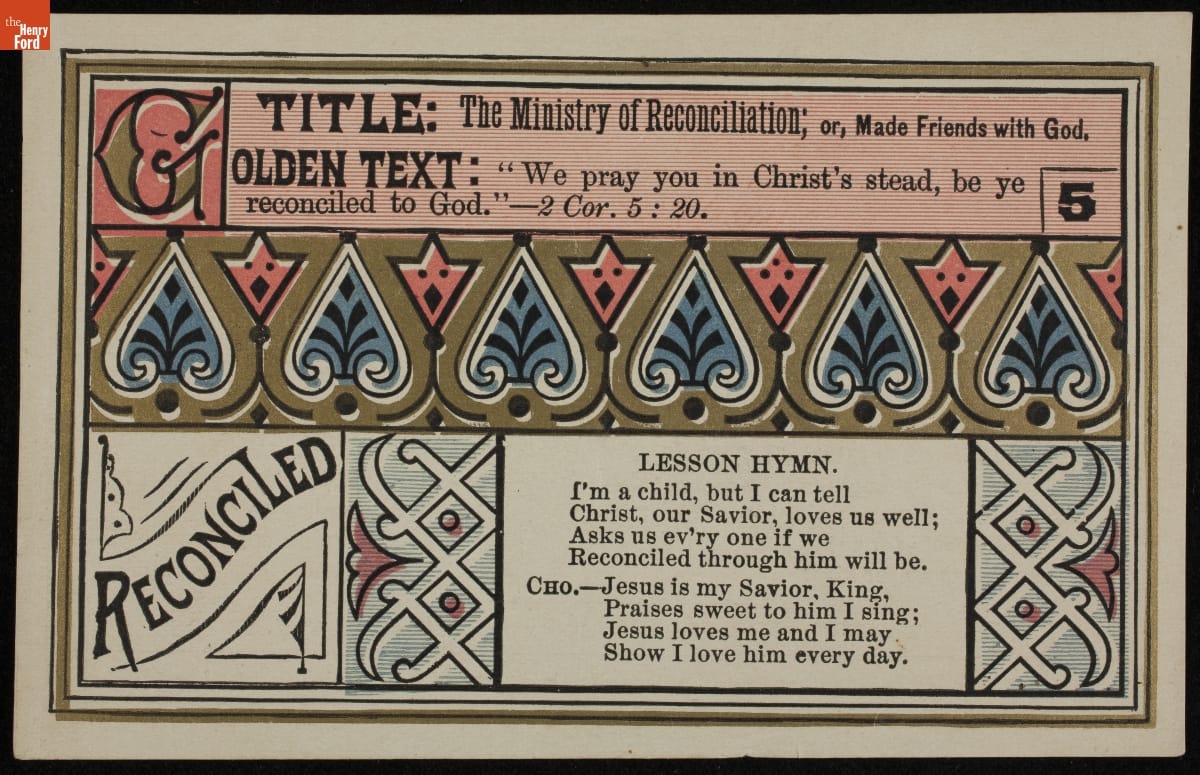 the
Henry
Ford
TITLE: The Ministry of Reconciliation; or, Made Friends with God.
GOLDEN TEXT: "We pray you in Christ's stead, be ye
reconciled to God."—2 Cor. 5 : 20.
5
RECONCILED
LESSON HYMN.
I'm a child, but I can tell
Christ, our Savior, loves us well;
Asks us ev'ry one if we
Reconciled through him will be.
CHO.—Jesus is my Savior, King,
Praises sweet to him I sing;
Jesus loves me and I may
Show I love him every day.